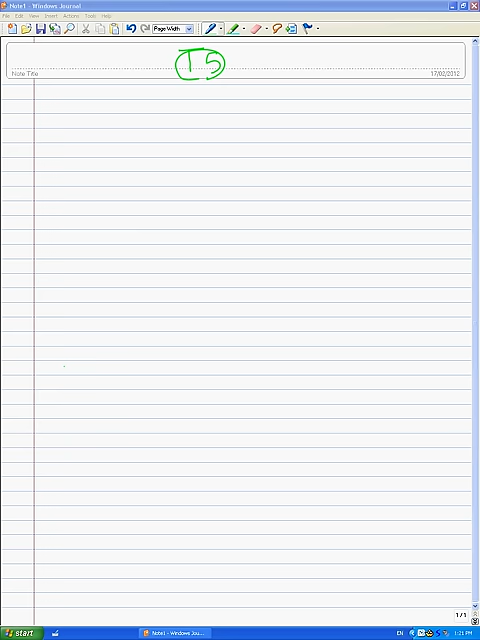 Note1 - Windows Journal
File Edit View Insert Actions Tools Help
Page Width
T5
Note Title 17/02/2012
1 / 1
start Note1 - Windows Jou... EN 1:21 PM